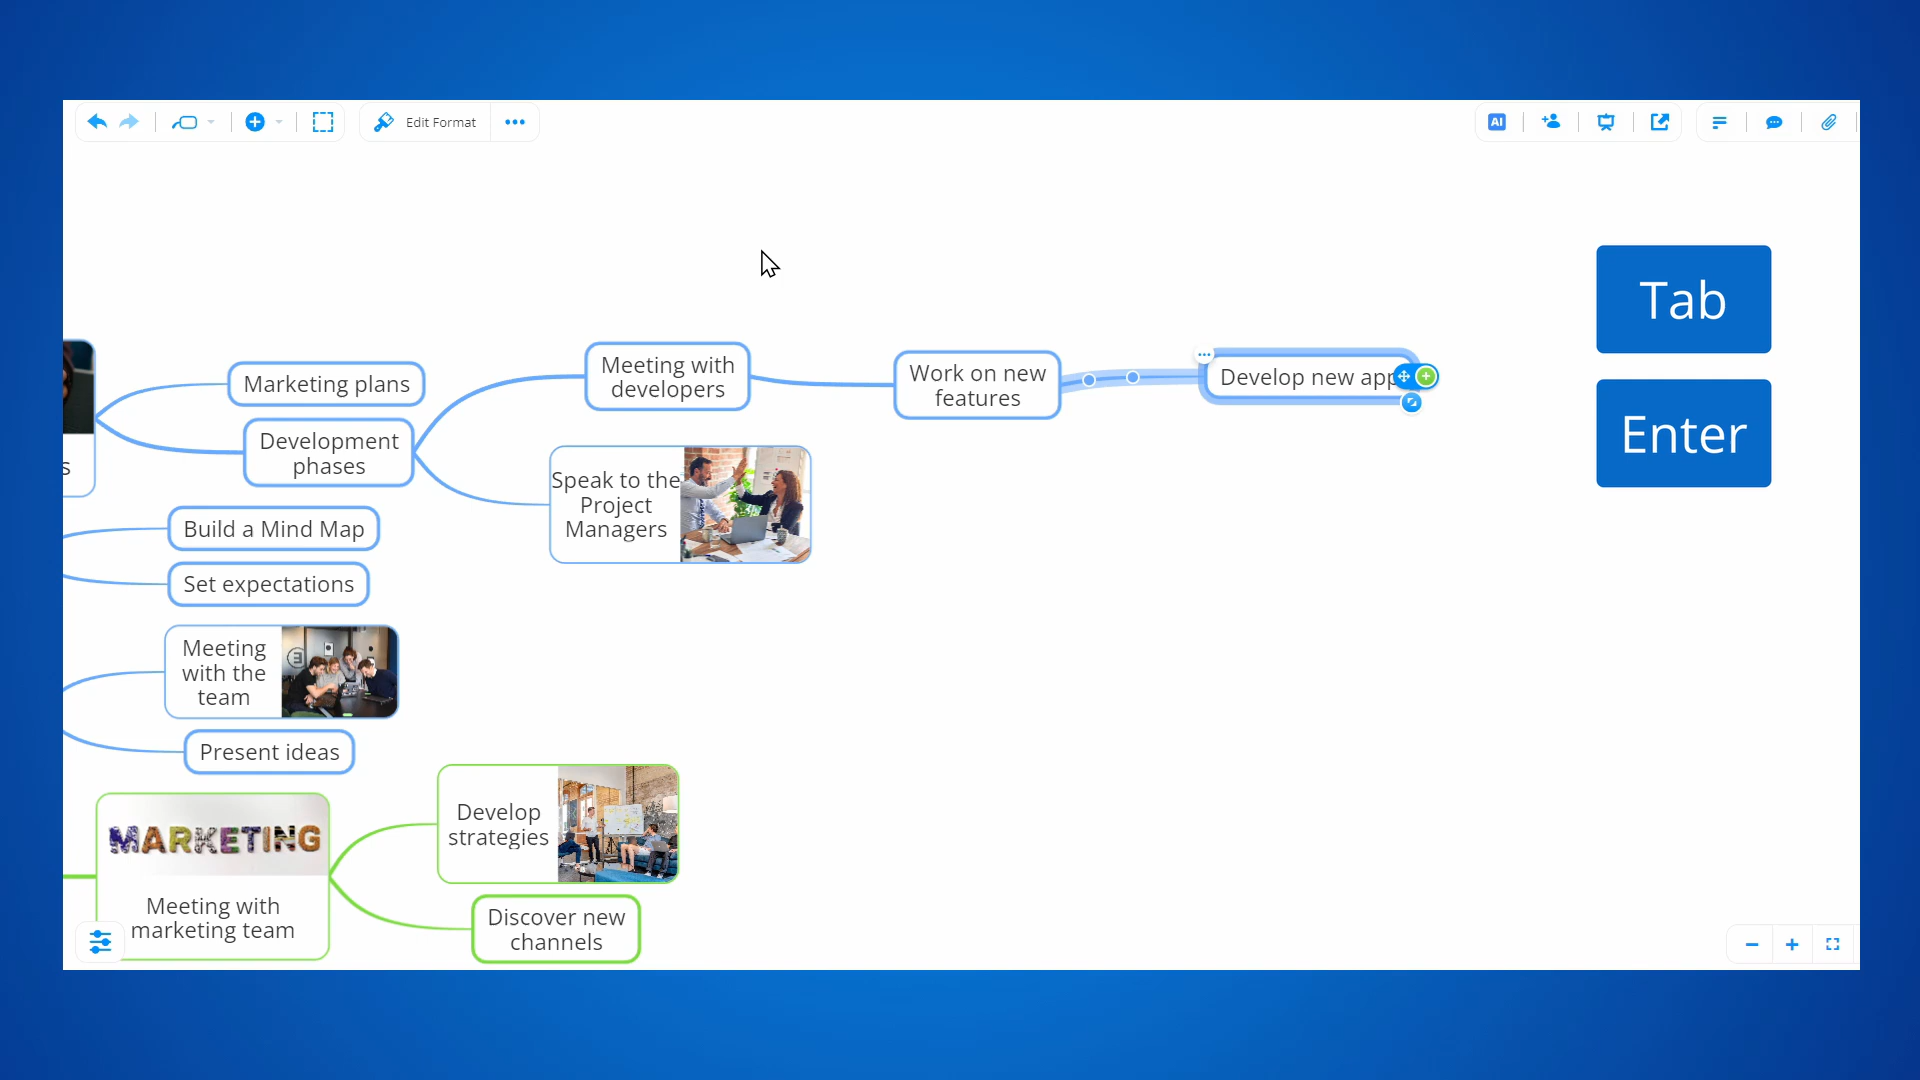 Edit Format
AI
Tab
Enter
Meeting with
developers
Work on new
features
Develop new app
Marketing plans
Development
phases
s
Speak to the
Project
Managers
Build a Mind Map
Set expectations
Meeting
with the
team
Present ideas
MARKETING
Meeting with
marketing team
Develop
strategies
Discover new
channels